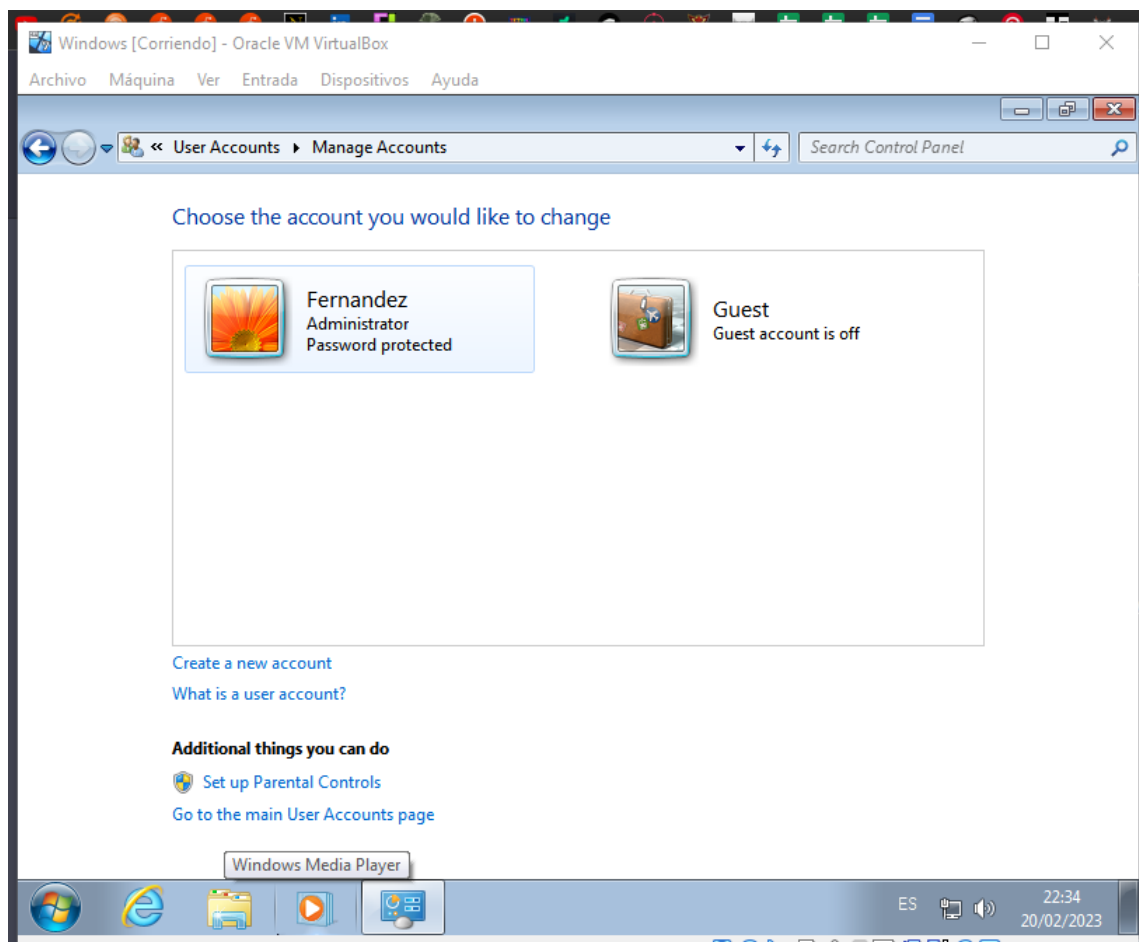 Windows [Corriendo] - Oracle VM VirtualBox
Archivo Máquina Ver Entrada Dispositivos Ayuda
« User Accounts Manage Accounts Search Control Panel
Choose the account you would like to change
Fernandez
Administrator
Password protected
Guest
Guest account is off
Create a new account
What is a user account?
Additional things you can do
Set up Parental Controls
Go to the main User Accounts page
Windows Media Player
ES
22:34
20/02/2023